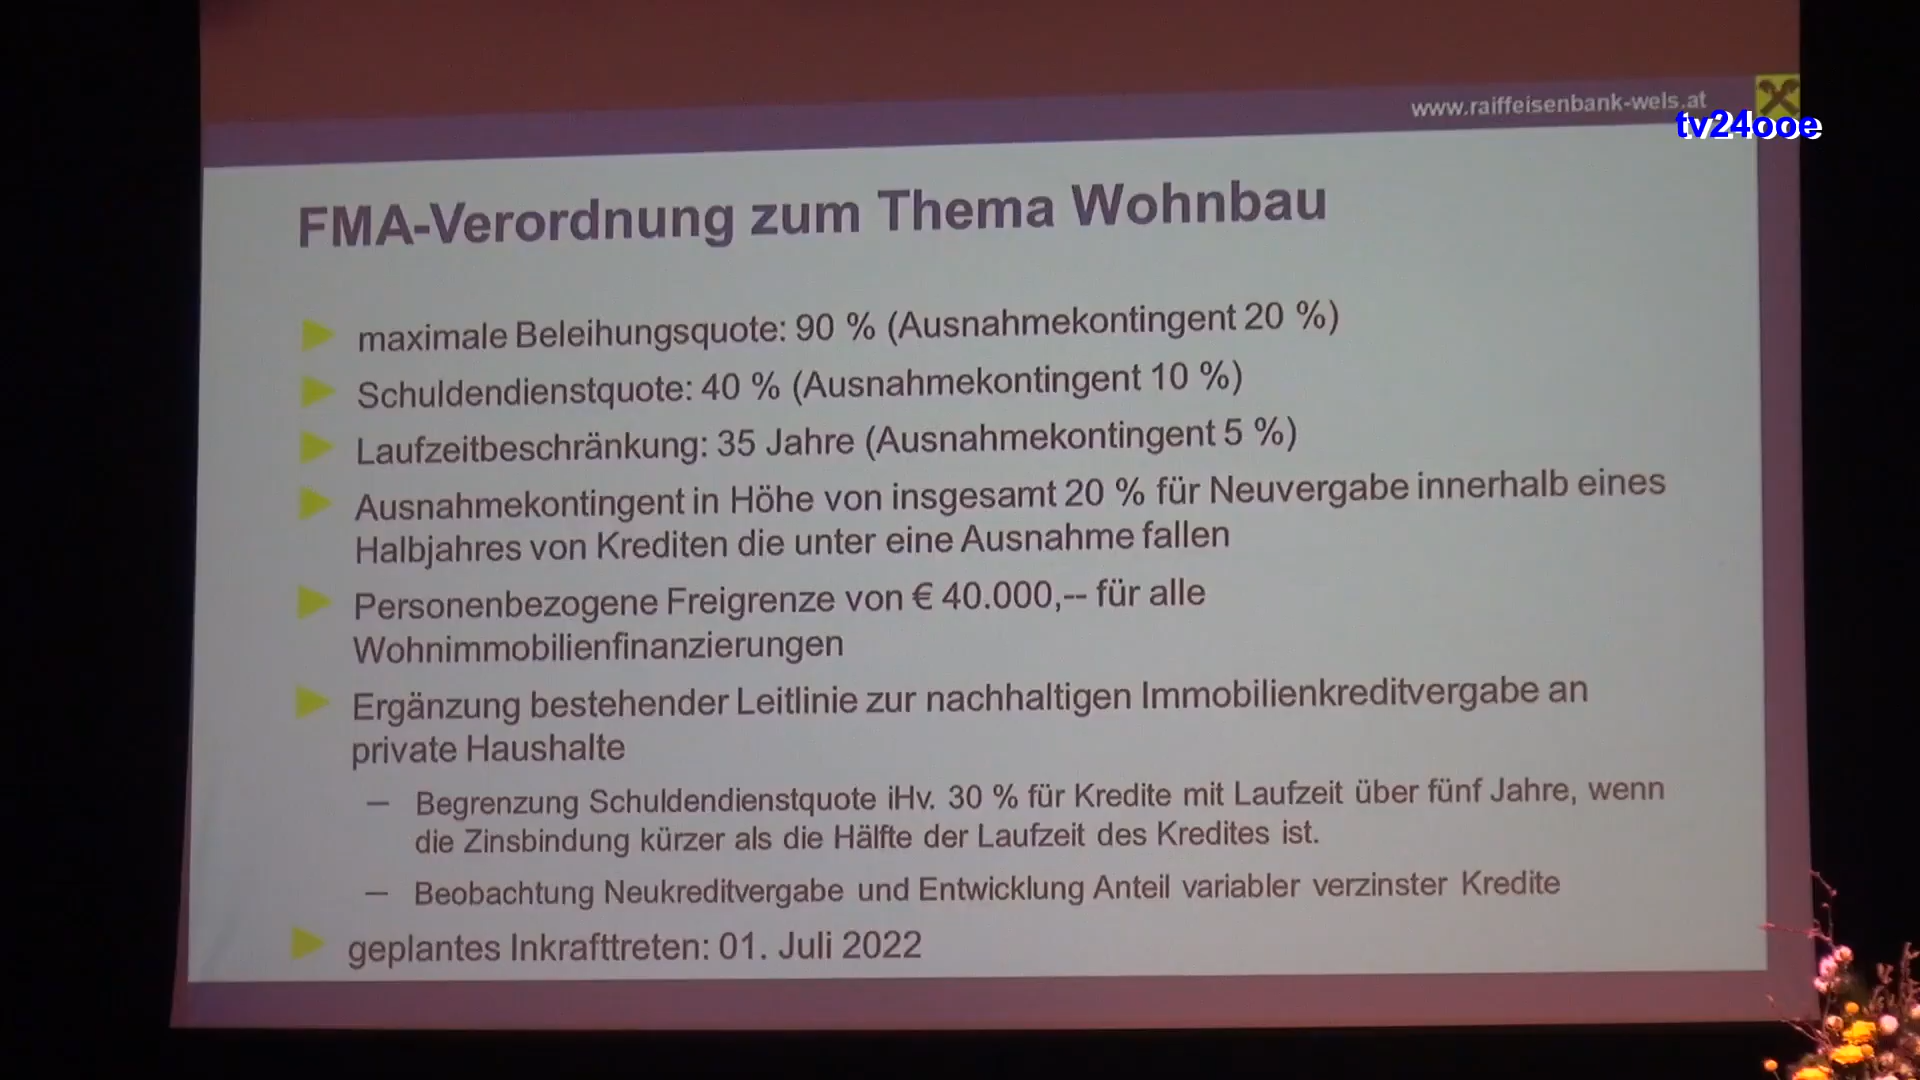 www.raiffeisenbank-wels.at
tv24ooe
FMA-Verordnung zum Thema Wohnbau
maximale Beleihungsquote: 90 % (Ausnahmekontingent 20 %)
Schuldendienstquote: 40 % (Ausnahmekontingent 10 %)
Laufzeitbeschränkung: 35 Jahre (Ausnahmekontingent 5 %)
Ausnahmekontingent in Höhe von insgesamt 20 % für Neuvergabe innerhalb eines
Halbjahres von Krediten die unter eine Ausnahme fallen
Personenbezogene Freigrenze von € 40.000,-- für alle
Wohnimmobilienfinanzierungen
Ergänzung bestehender Leitlinie zur nachhaltigen Immobilienkreditvergabe an
private Haushalte
– Begrenzung Schuldendienstquote iHv. 30 % für Kredite mit Laufzeit über fünf Jahre, wenn
die Zinsbindung kürzer als die Hälfte der Laufzeit des Kredites ist.
– Beobachtung Neukreditvergabe und Entwicklung Anteil variabler verzinster Kredite
geplantes Inkrafttreten: 01. Juli 2022